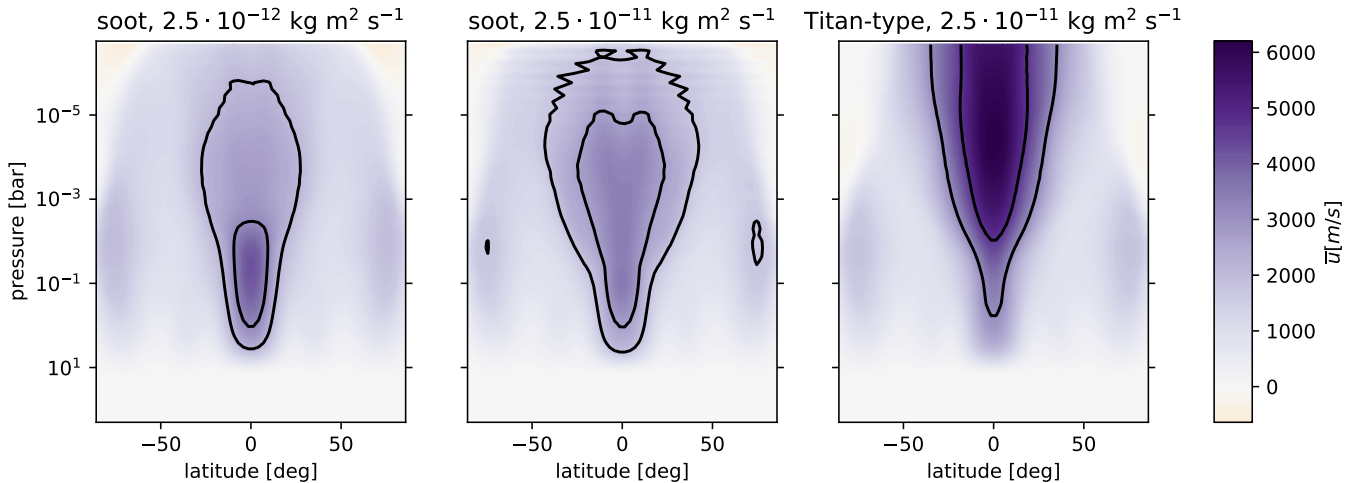 soot, 2.5 · 10⁻¹² kg m² s⁻¹
soot, 2.5 · 10⁻¹¹ kg m² s⁻¹
Titan-type, 2.5 · 10⁻¹¹ kg m² s⁻¹
pressure [bar]
10⁻⁵
10⁻³
10⁻¹
10¹
−50
0
50
latitude [deg]
−50
0
50
latitude [deg]
−50
0
50
latitude [deg]
6000
5000
4000
3000
2000
1000
0
u̅[m/s]